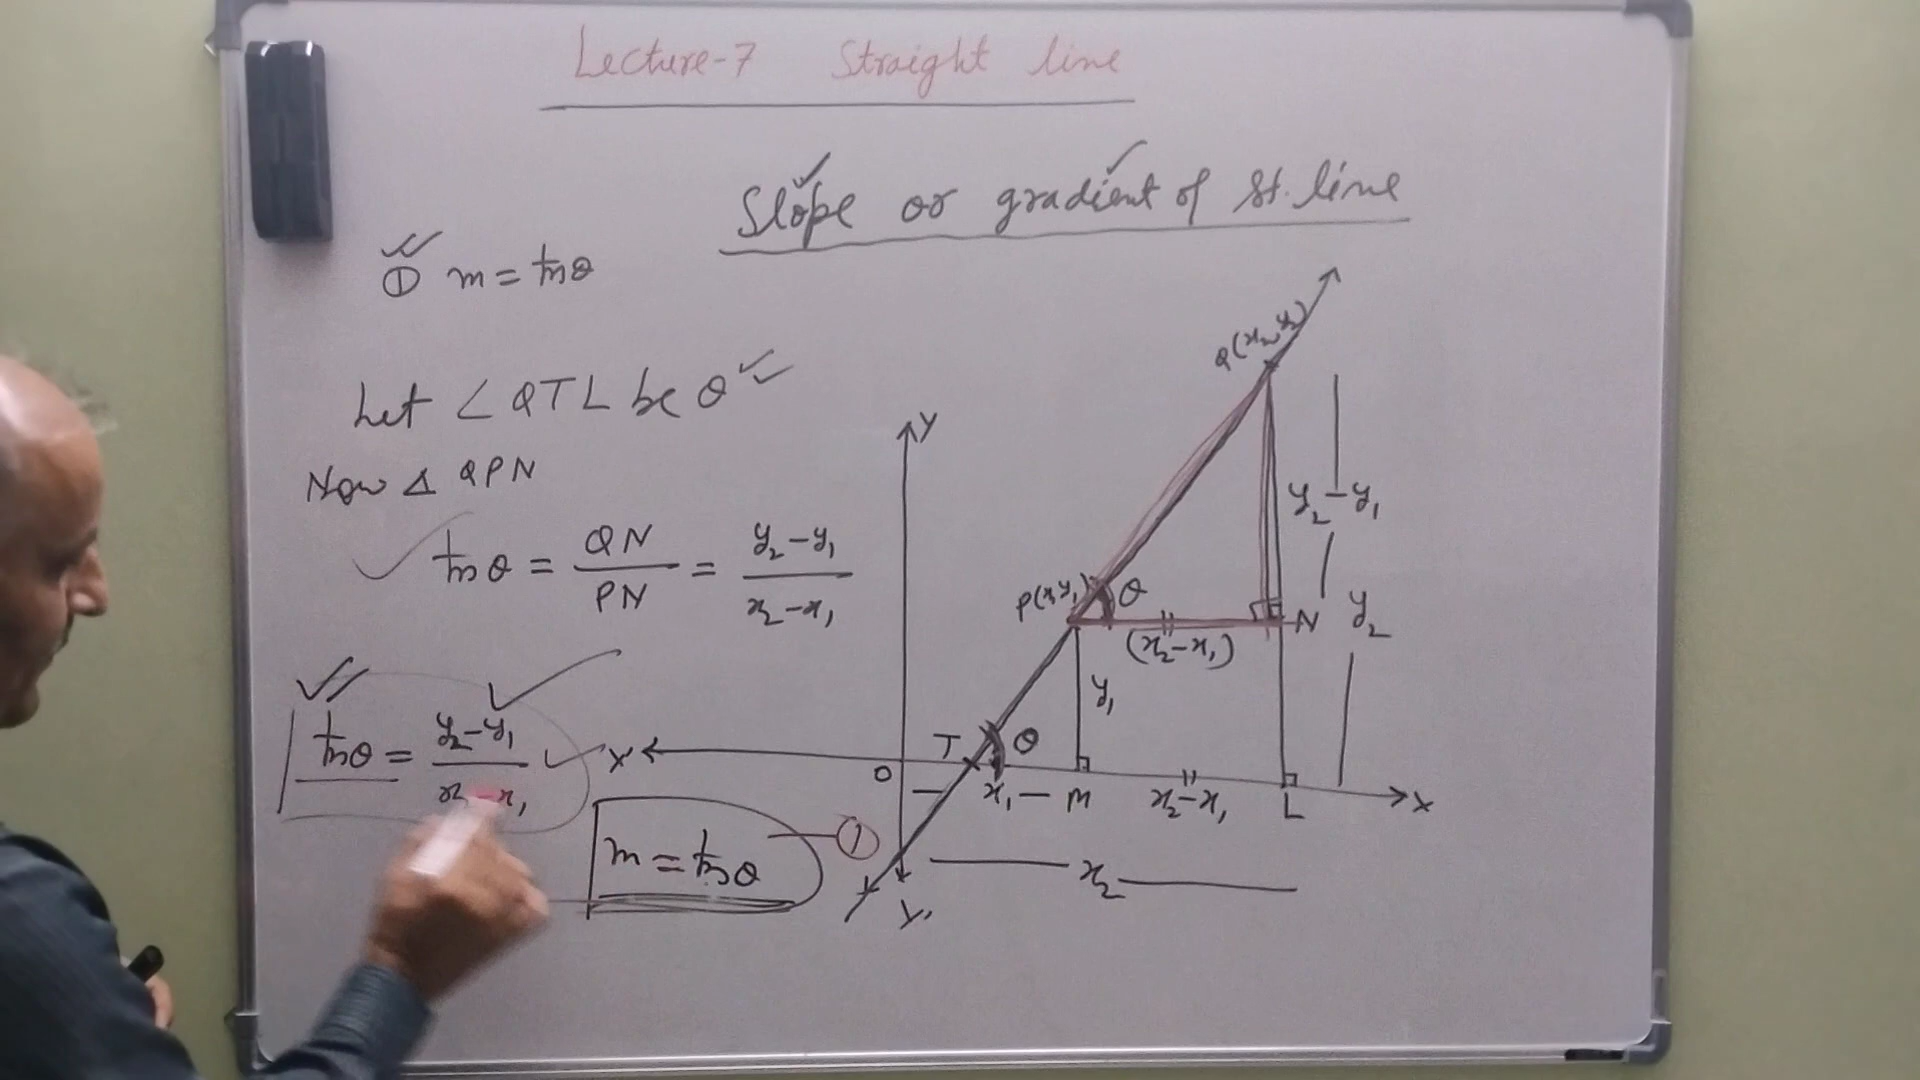 Lecture-7 Straight line
Slope or gradient of St. line
① m = tanθ
Let ∠QTL be θ
Now Δ QPN
tanθ = QN/PN = y₂-y₁/x₂-x₁
tanθ = y₂-y₁/x₂-x₁
m = tanθ ①
Q(x₂, y₂)
Y
y₂-y₁
P(x, y₁)
θ
N
y₂
(x₂-x₁)
y₁
X'
T
θ
O
x₁
M
x₂-x₁
L
X
x₂
Y'